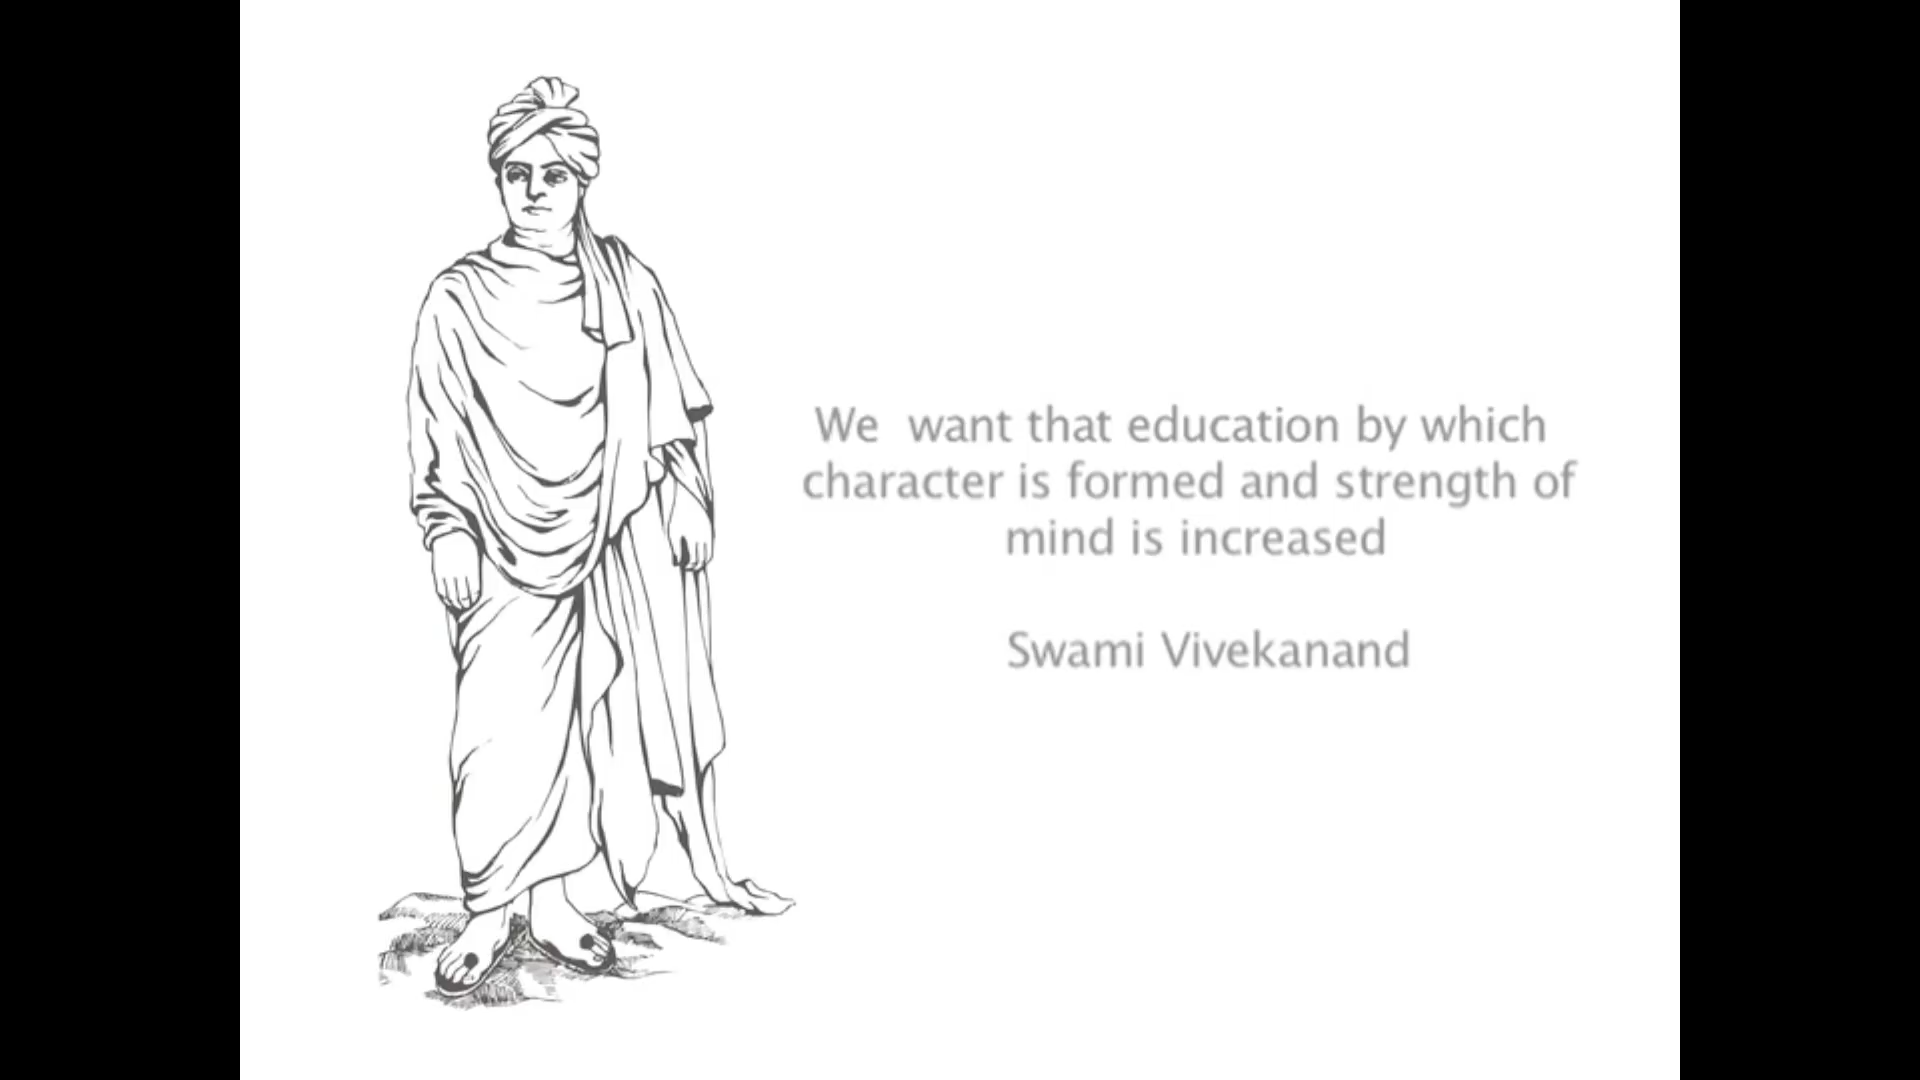 We want that education by which
character is formed and strength of
mind is increased
Swami Vivekanand